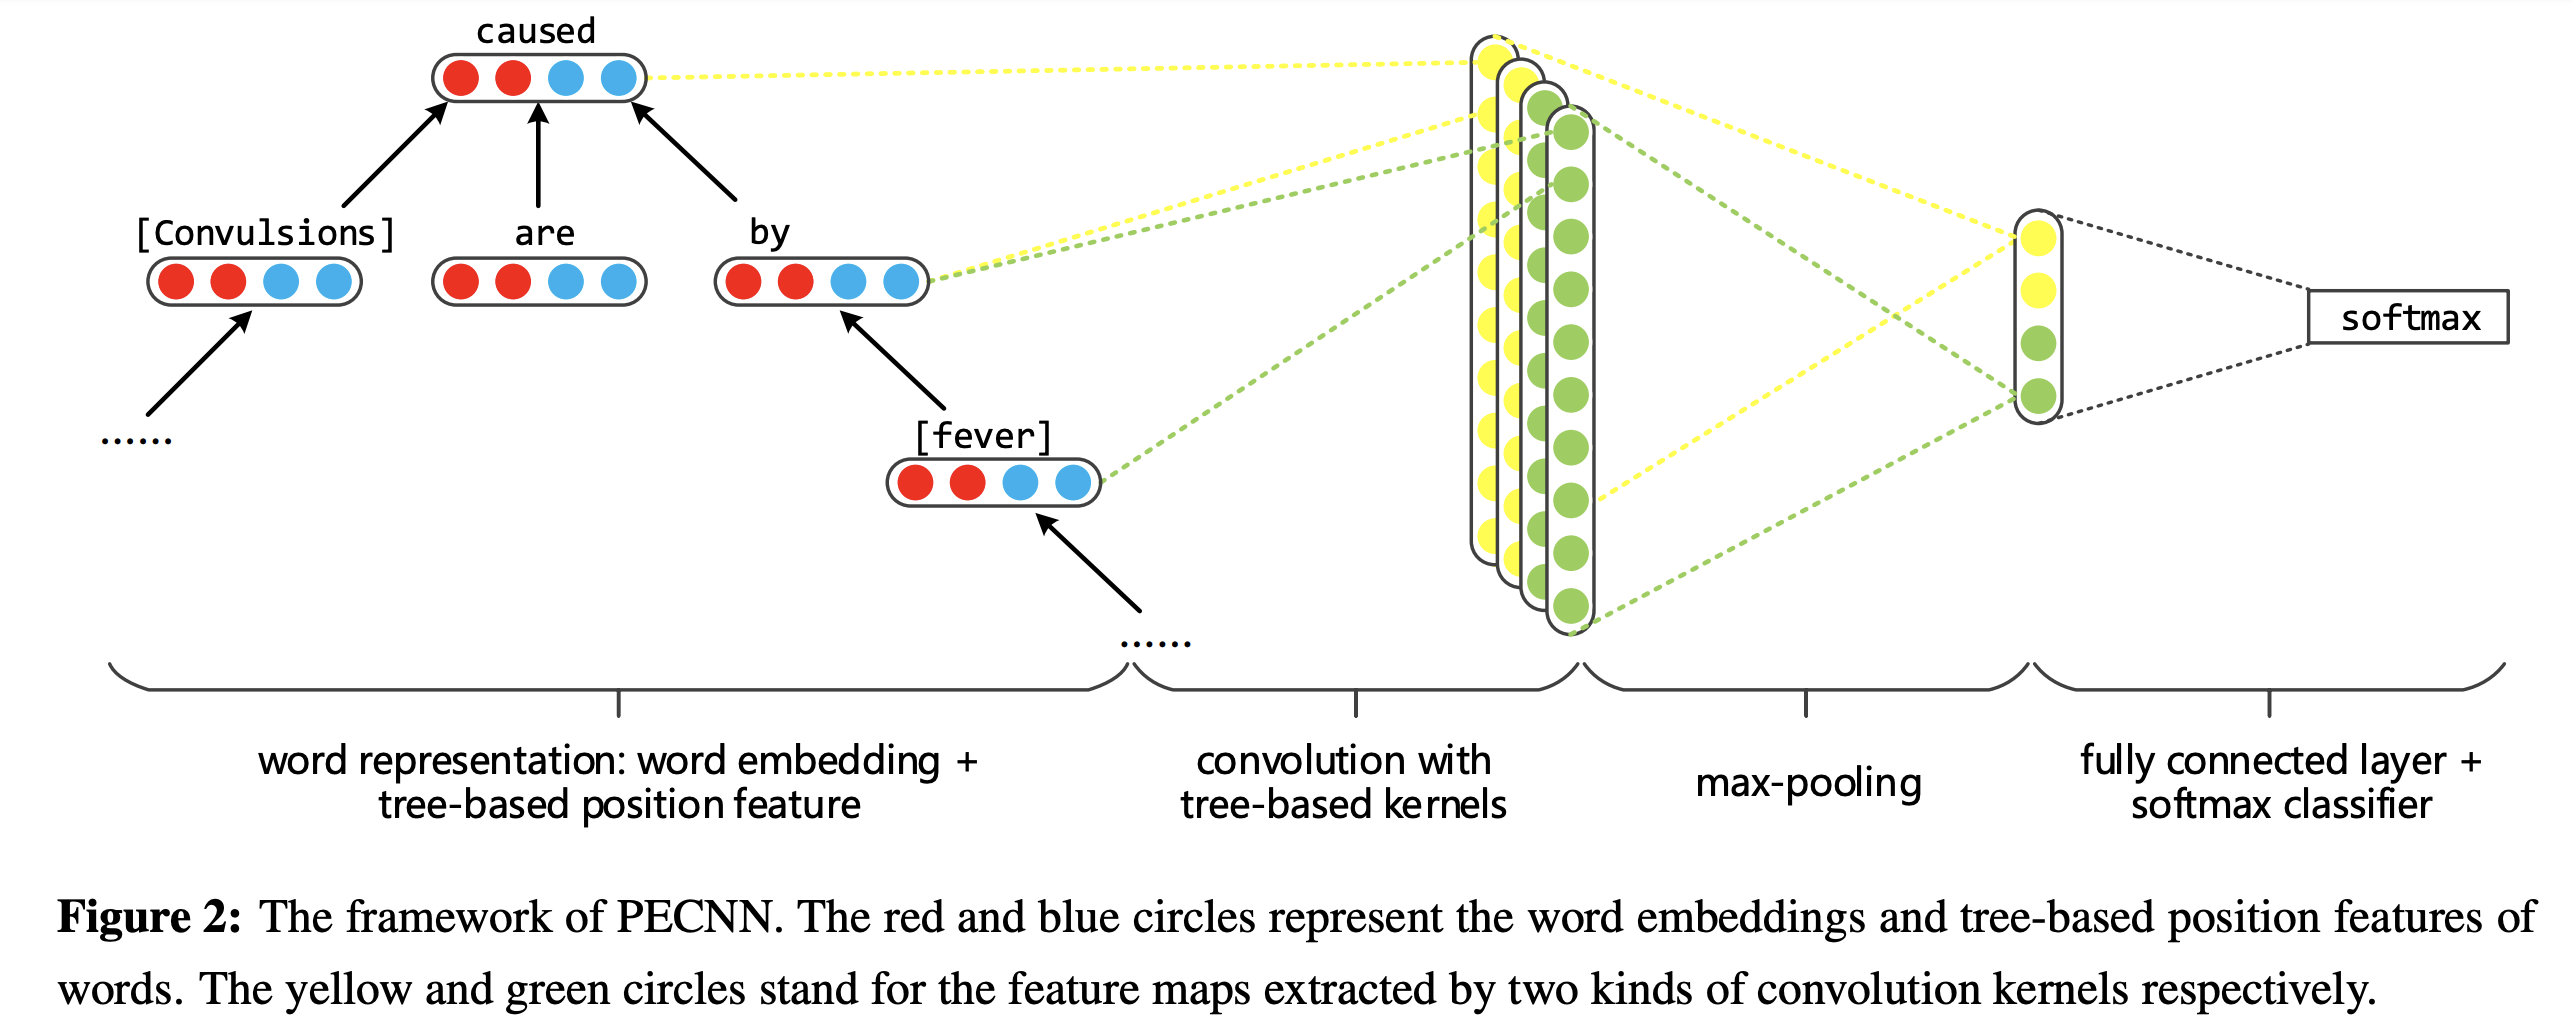 caused
[Convulsions]
are
by
......
[fever]
......
softmax
word representation: word embedding +
tree-based position feature
convolution with
tree-based kernels
max-pooling
fully connected layer +
softmax classifier
Figure 2: The framework of PECNN. The red and blue circles represent the word embeddings and tree-based position features of
words. The yellow and green circles stand for the feature maps extracted by two kinds of convolution kernels respectively.